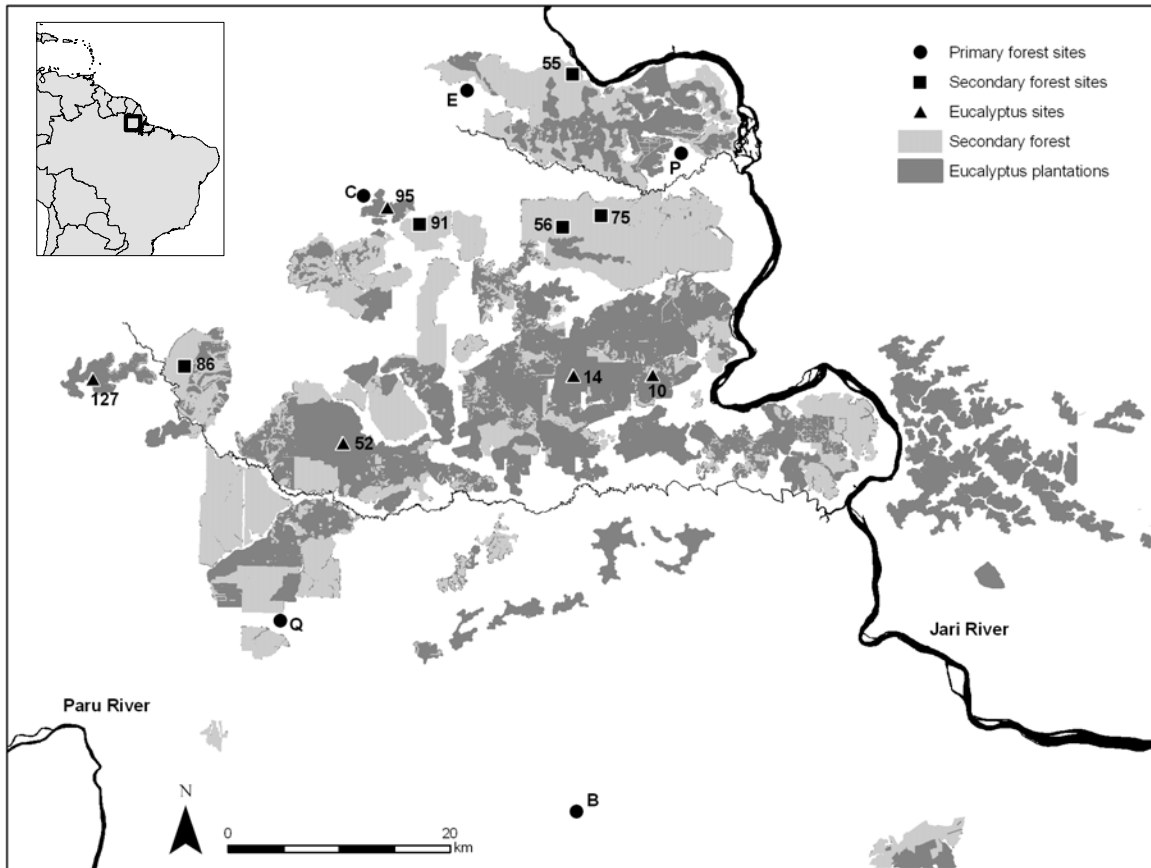 Primary forest sites
Secondary forest sites
Eucalyptus sites
Secondary forest
Eucalyptus plantations
55
E
P
C
95
91
56
75
86
127
14
10
52
Q
Jari River
Paru River
B
N
0
20
km